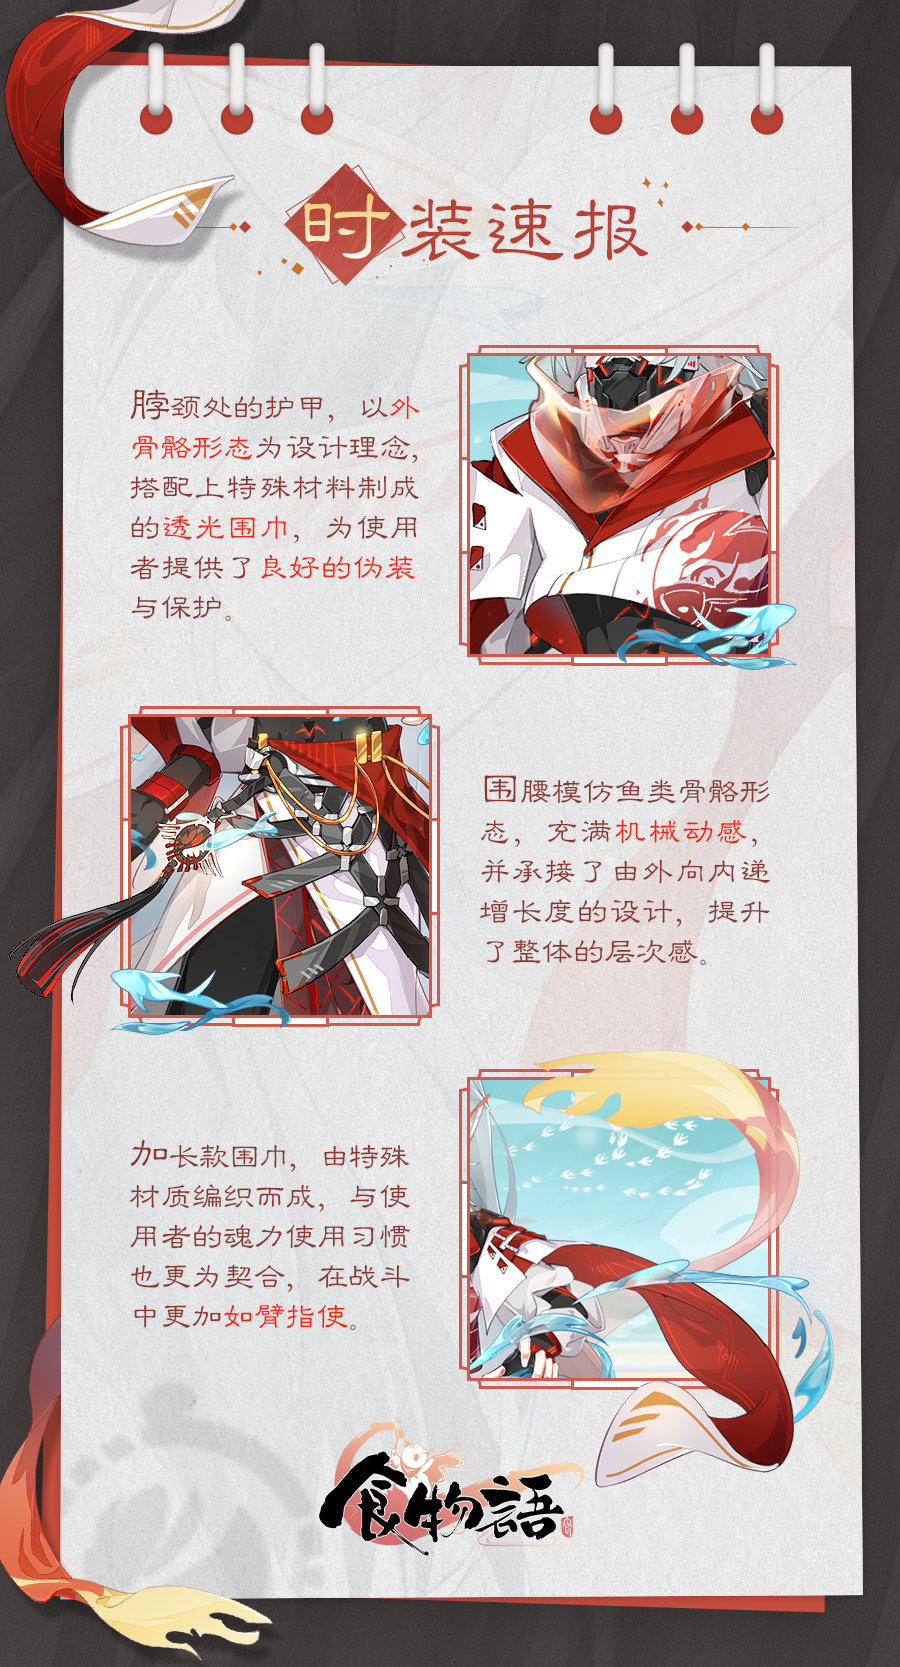 时装速报
脖颈处的护甲，以外
骨骼形态为设计理念，
搭配上特殊材料制成
的透光围巾，为使用
者提供了良好的伪装
与保护。
围腰模仿鱼类骨骼形
态，充满机械动感，
并承接了由外向内递
增长度的设计，提升
了整体的层次感。
加长款围巾，由特殊
材质编织而成，与使
用者的魂力使用习惯
也更为契合，在战斗
中更加如臂指使。
食物語